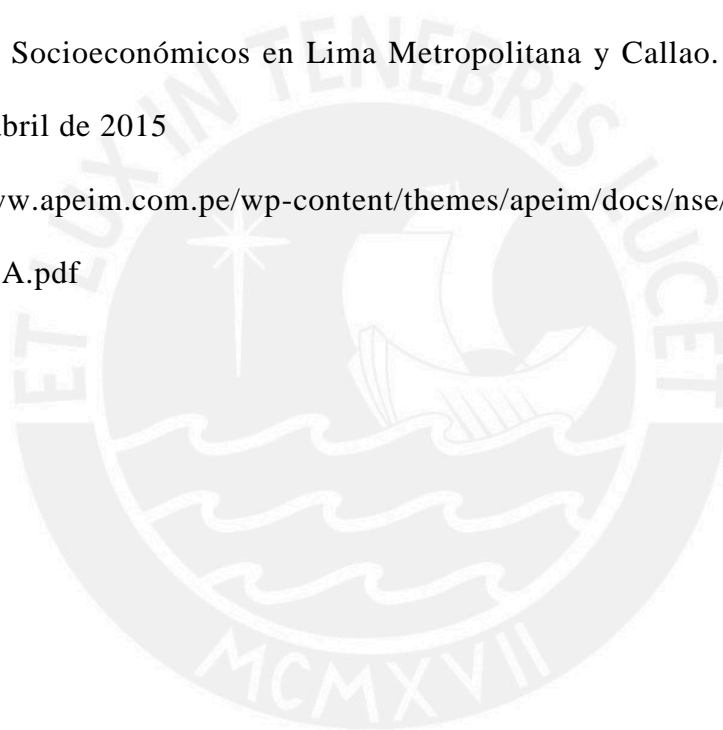 Socioeconómicos en Lima Metropolitana y Callao.
abril de 2015
ww.apeim.com.pe/wp-content/themes/apeim/docs/nse/
A.pdf
ET LUX IN TENEBRIS LUCET
MCMXVII